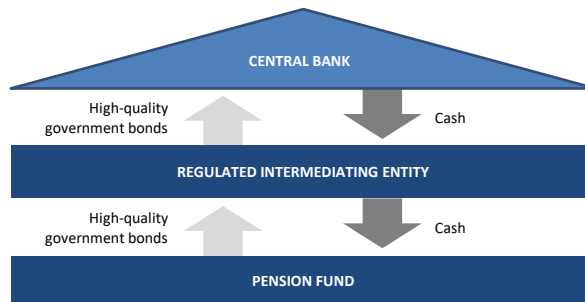 CENTRAL BANK
High-quality
government bonds
Cash
REGULATED INTERMEDIATING ENTITY
High-quality
government bonds
Cash
PENSION FUND